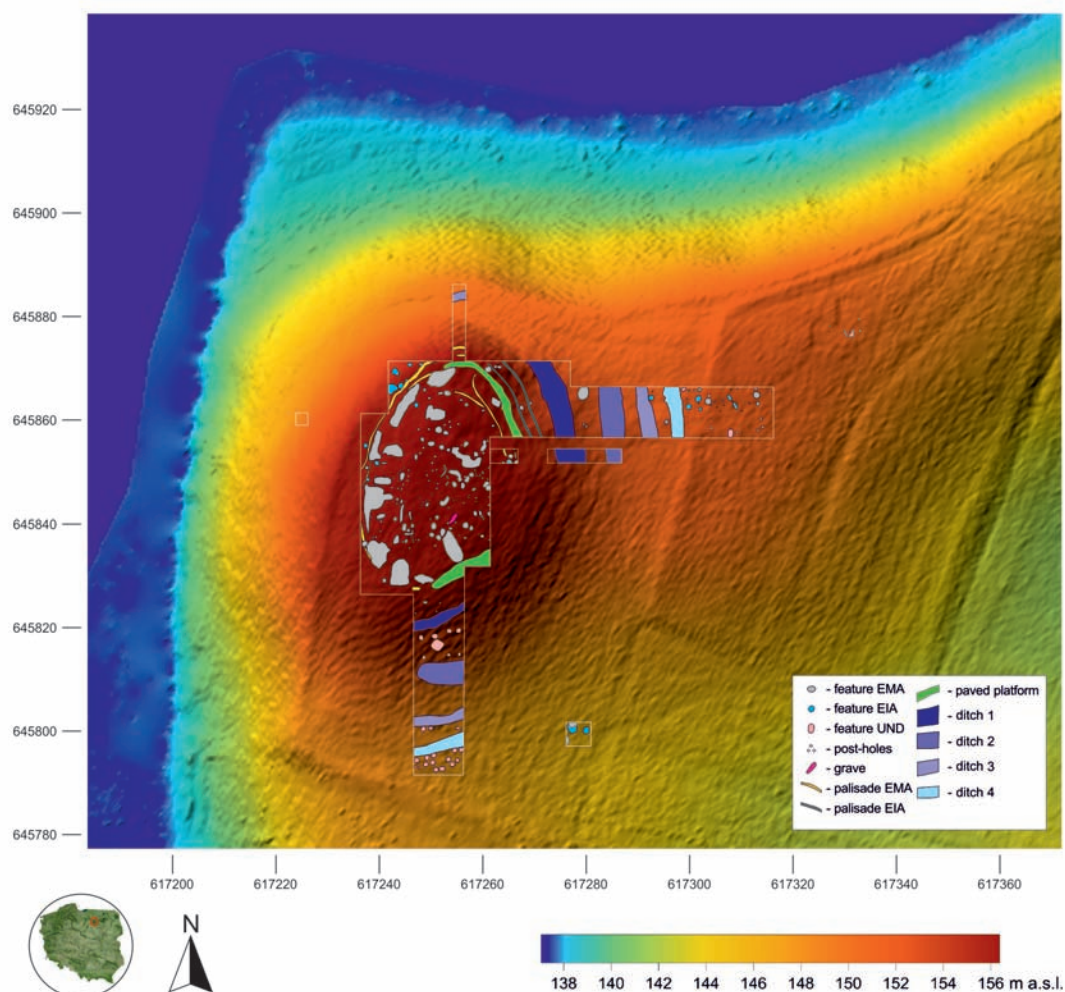 645920
645900
645880
645860
645840
645820
645800
645780
- feature EMA
- feature EIA
- feature UND
- post-holes
- grave
- palisade EMA
- palisade EIA
- paved platform
- ditch 1
- ditch 2
- ditch 3
- ditch 4
617200 617220 617240 617260 617280 617300 617320 617340 617360
N
138 140 142 144 146 148 150 152 154 156 m a.s.l.